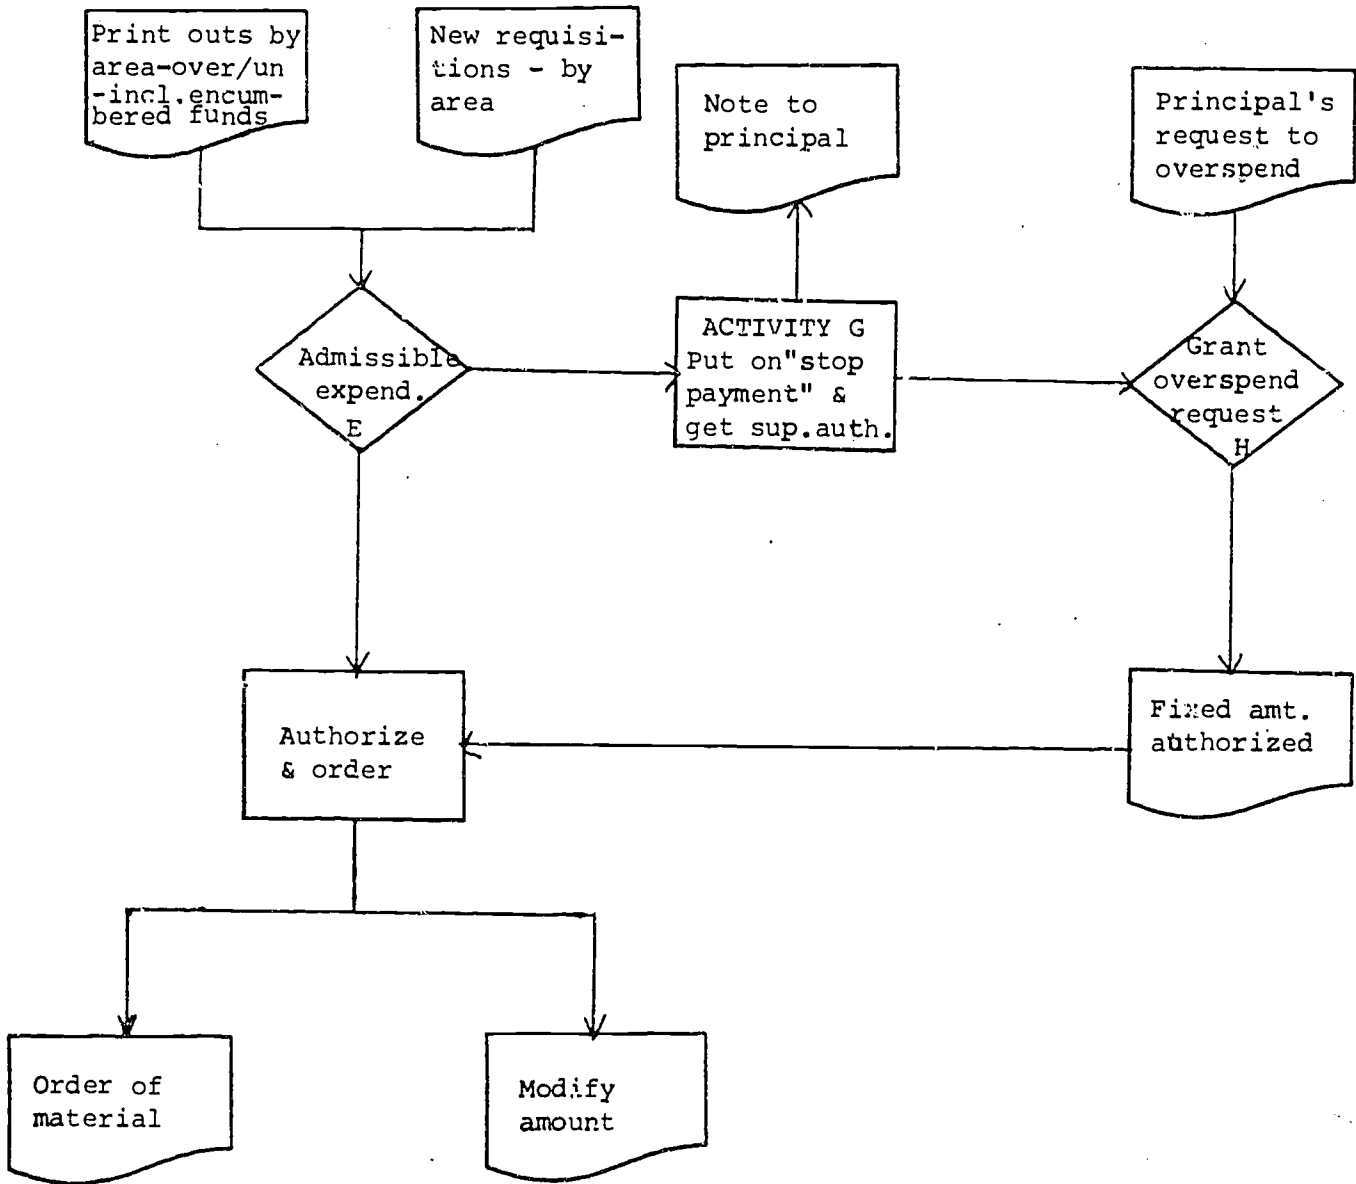 Print outs by
area-over/un
-incl.encum-
bered funds
New requisi-
tions - by
area
Note to
principal
Principal's
request to
overspend
Admissible
expend.
E
ACTIVITY G
Put on"stop
payment" &
get sup.auth.
Grant
overspend
request
H
Authorize
& order
Fixed amt.
authorized
Order of
material
Modify
amount